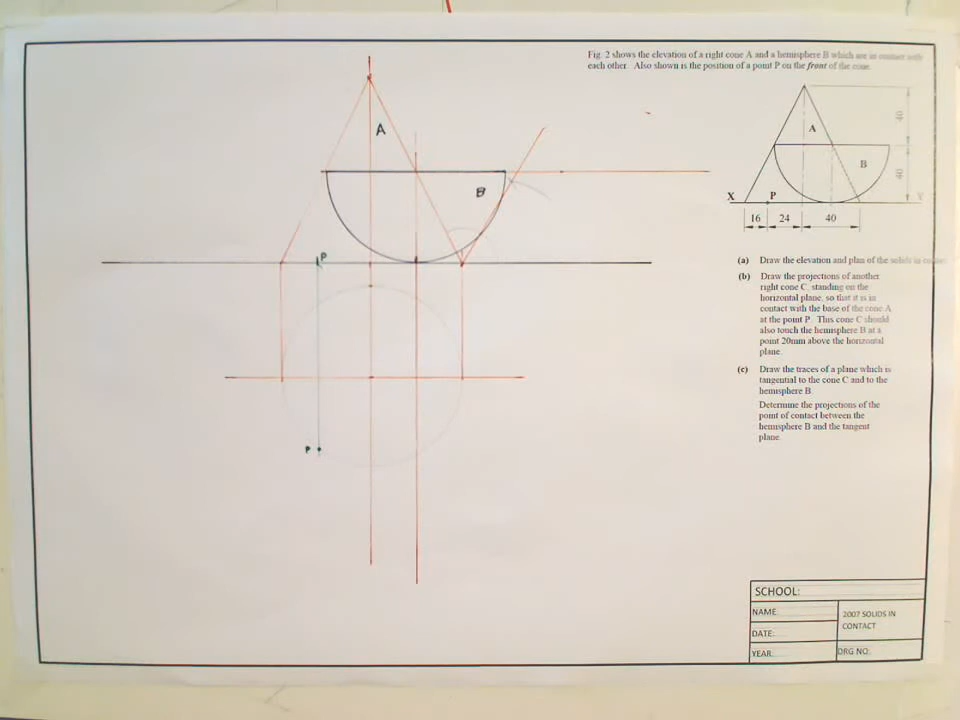 Fig. 2 shows the elevation of a right cone A and a hemisphere B which are in contact with
each other. Also shown is the position of a point P on the front of the cone.
A
40
A
B
40
B
X
P
Y
16
24
40
P
(a) Draw the elevation and plan of the solids in
(b) Draw the projections of another
right cone C, standing on the
horizontal plane, so that it is in
contact with the base of the cone A
at the point P. This cone C should
also touch the hemisphere B at a
point 20mm above the horizontal
plane.
(c) Draw the traces of a plane which is
tangential to the cone C and to the
hemisphere B.
Determine the projections of the
point of contact between the
hemisphere B and the tangent
plane.
P
SCHOOL:
NAME:
2007 SOLIDS IN
CONTACT
DATE:
YEAR:
DRG NO: